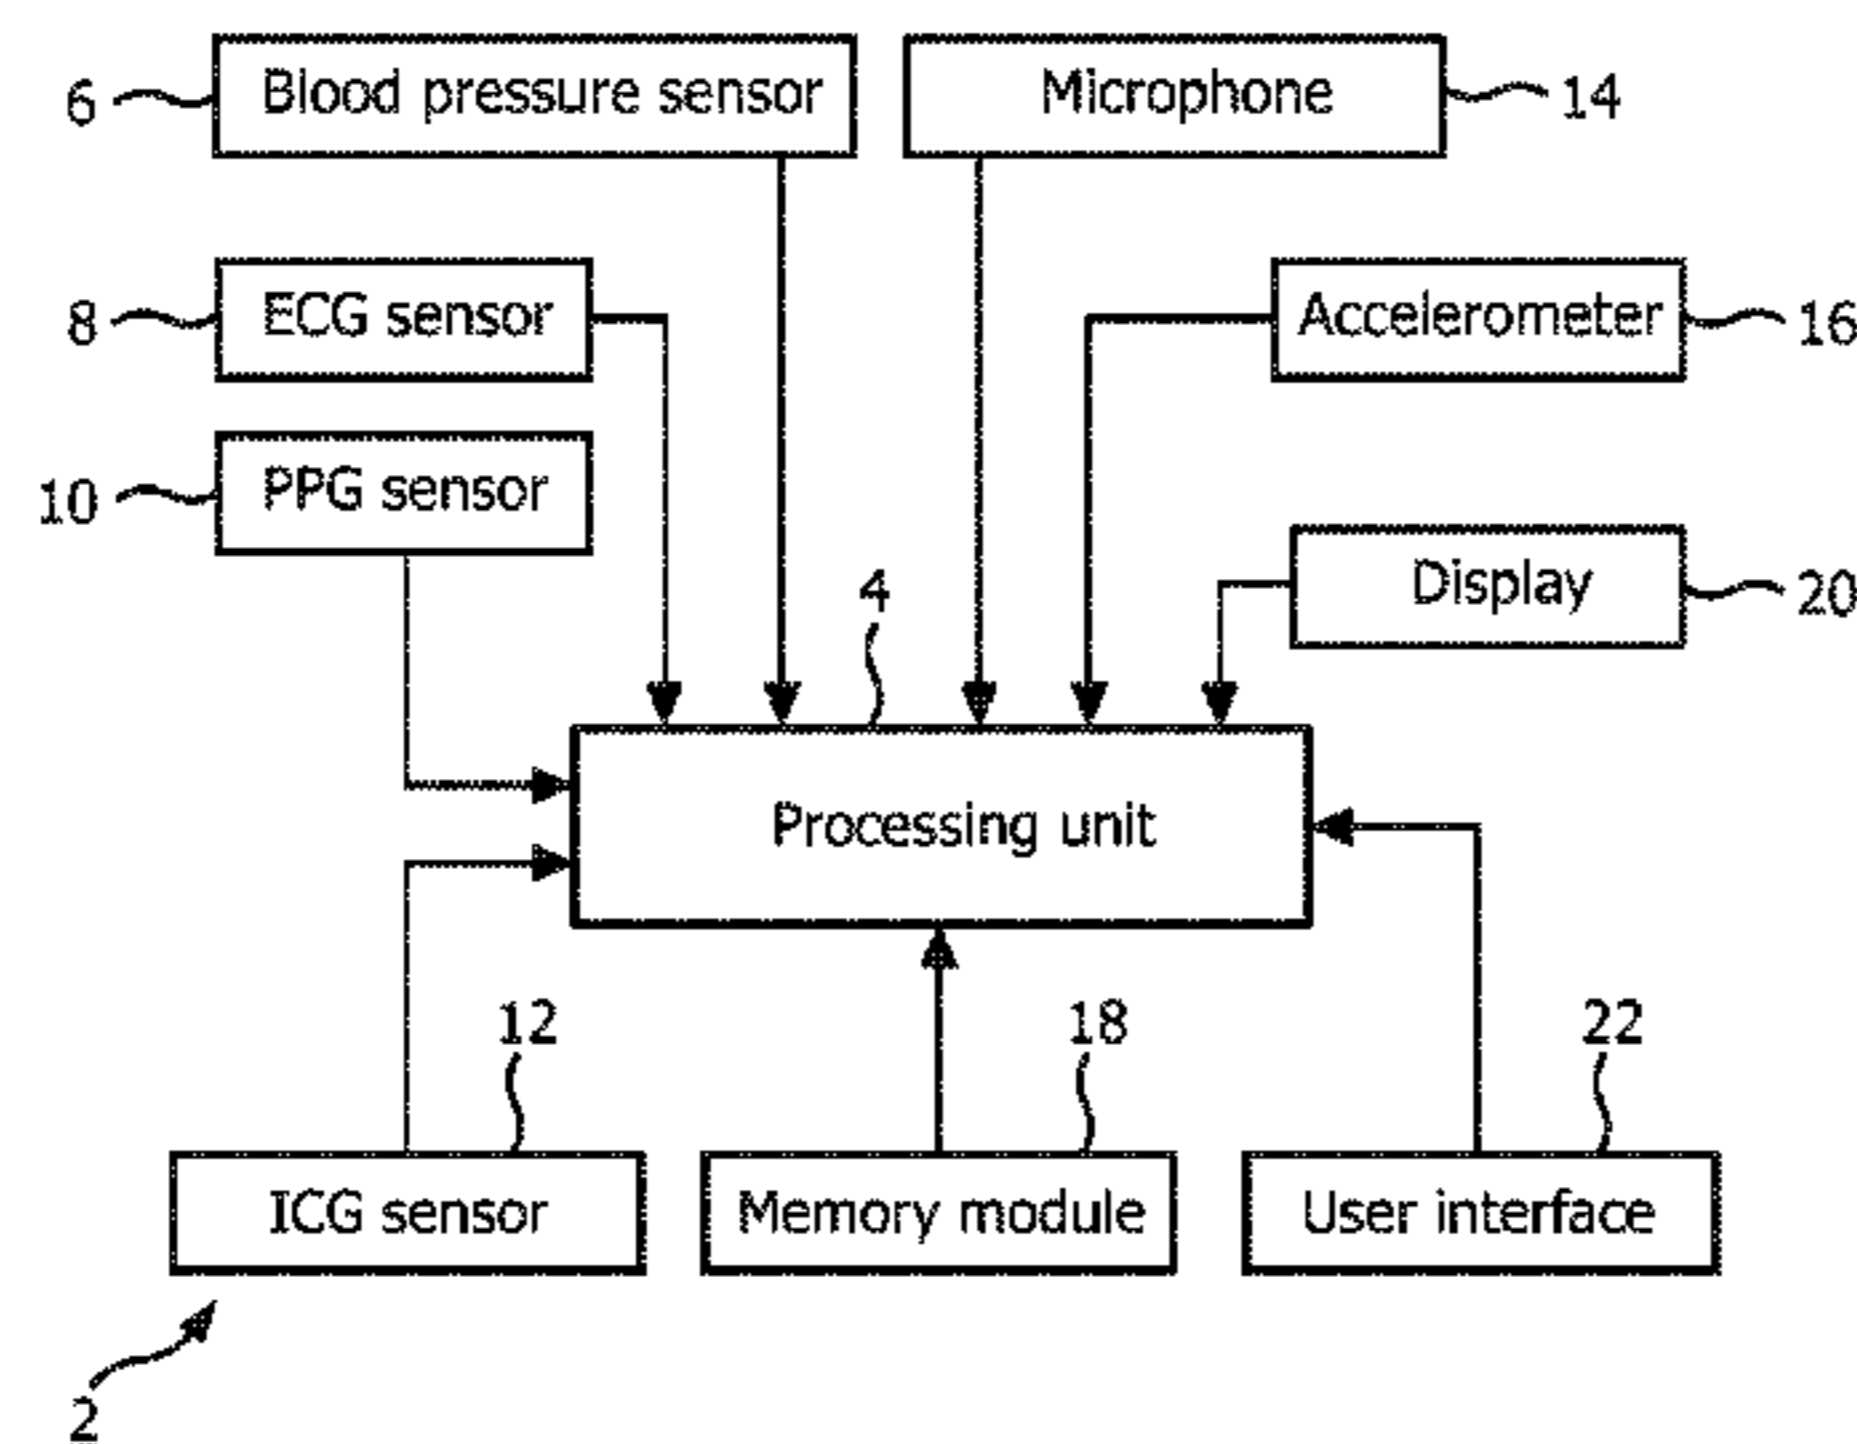 6 Blood pressure sensor Microphone 14
8 ECG sensor Accelerometer 16
10 PPG sensor
4 Display 20
Processing unit
12 18 22
ICG sensor Memory module User interface
2